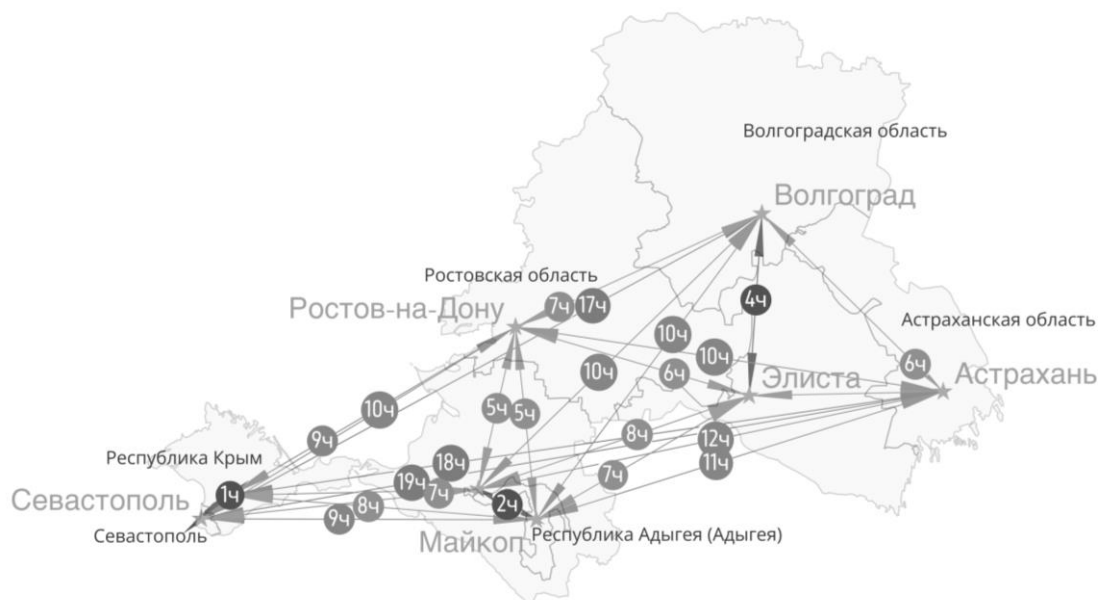 Волгоградская область
Волгоград
Ростовская область
4ч
Ростов-на-Дону
7ч
17ч
Астраханская область
10ч
10ч
6ч
10ч
6ч
Элиста
Астрахань
10ч
5ч
5ч
9ч
8ч
12ч
Республика Крым
18ч
11ч
7ч
19ч
7ч
1ч
Севастополь
8ч
2ч
9ч
Севастополь
Майкоп
Республика Адыгея (Адыгея)